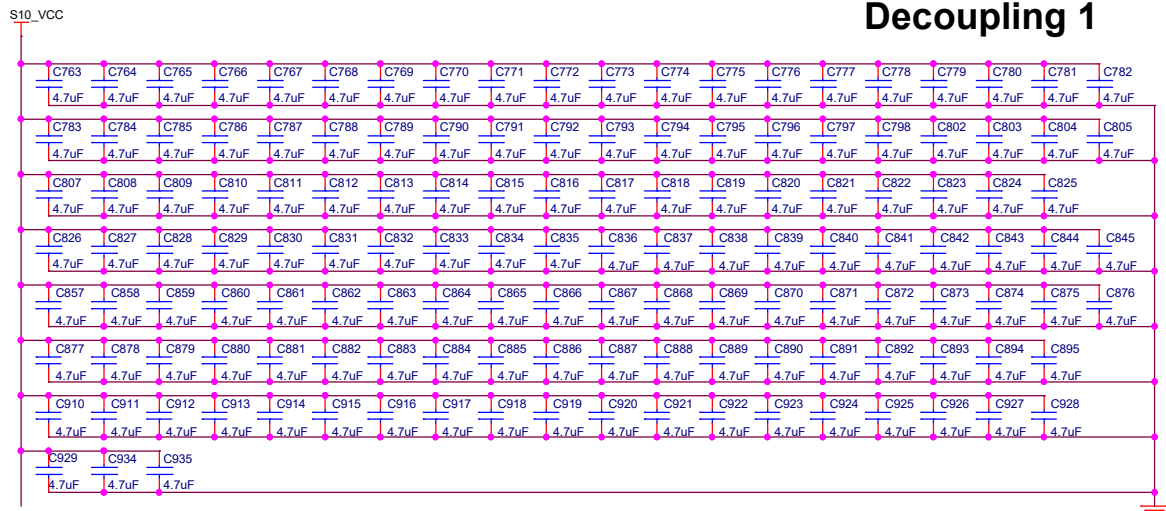 S10_VCC
Decoupling 1
C763 C764 C765 C766 C767 C768 C769 C770 C771 C772 C773 C774 C775 C776 C777 C778 C779 C780 C781 C782
4.7uF 4.7uF 4.7uF 4.7uF 4.7uF 4.7uF 4.7uF 4.7uF 4.7uF 4.7uF 4.7uF 4.7uF 4.7uF 4.7uF 4.7uF 4.7uF 4.7uF 4.7uF 4.7uF 4.7uF
C783 C784 C785 C786 C787 C788 C789 C790 C791 C792 C793 C794 C795 C796 C797 C798 C802 C803 C804 C805
4.7uF 4.7uF 4.7uF 4.7uF 4.7uF 4.7uF 4.7uF 4.7uF 4.7uF 4.7uF 4.7uF 4.7uF 4.7uF 4.7uF 4.7uF 4.7uF 4.7uF 4.7uF 4.7uF 4.7uF
C807 C808 C809 C810 C811 C812 C813 C814 C815 C816 C817 C818 C819 C820 C821 C822 C823 C824 C825
4.7uF 4.7uF 4.7uF 4.7uF 4.7uF 4.7uF 4.7uF 4.7uF 4.7uF 4.7uF 4.7uF 4.7uF 4.7uF 4.7uF 4.7uF 4.7uF 4.7uF 4.7uF 4.7uF
C826 C827 C828 C829 C830 C831 C832 C833 C834 C835 C836 C837 C838 C839 C840 C841 C842 C843 C844 C845
4.7uF 4.7uF 4.7uF 4.7uF 4.7uF 4.7uF 4.7uF 4.7uF 4.7uF 4.7uF 4.7uF 4.7uF 4.7uF 4.7uF 4.7uF 4.7uF 4.7uF 4.7uF 4.7uF 4.7uF
C857 C858 C859 C860 C861 C862 C863 C864 C865 C866 C867 C868 C869 C870 C871 C872 C873 C874 C875 C876
4.7uF 4.7uF 4.7uF 4.7uF 4.7uF 4.7uF 4.7uF 4.7uF 4.7uF 4.7uF 4.7uF 4.7uF 4.7uF 4.7uF 4.7uF 4.7uF 4.7uF 4.7uF 4.7uF 4.7uF
C877 C878 C879 C880 C881 C882 C883 C884 C885 C886 C887 C888 C889 C890 C891 C892 C893 C894 C895
4.7uF 4.7uF 4.7uF 4.7uF 4.7uF 4.7uF 4.7uF 4.7uF 4.7uF 4.7uF 4.7uF 4.7uF 4.7uF 4.7uF 4.7uF 4.7uF 4.7uF 4.7uF 4.7uF
C910 C911 C912 C913 C914 C915 C916 C917 C918 C919 C920 C921 C922 C923 C924 C925 C926 C927 C928
4.7uF 4.7uF 4.7uF 4.7uF 4.7uF 4.7uF 4.7uF 4.7uF 4.7uF 4.7uF 4.7uF 4.7uF 4.7uF 4.7uF 4.7uF 4.7uF 4.7uF 4.7uF 4.7uF
C929 C934 C935
4.7uF 4.7uF 4.7uF